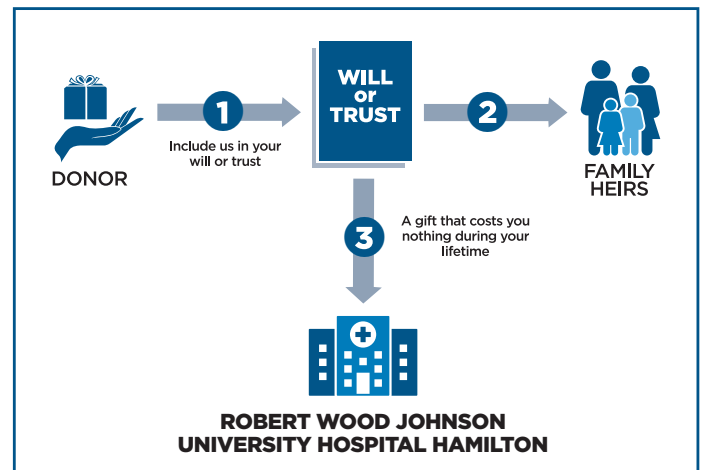 WILL
or
TRUST
1
2
Include us in your
will or trust
DONOR
FAMILY
HEIRS
3
A gift that costs you
nothing during your
lifetime
ROBERT WOOD JOHNSON
UNIVERSITY HOSPITAL HAMILTON